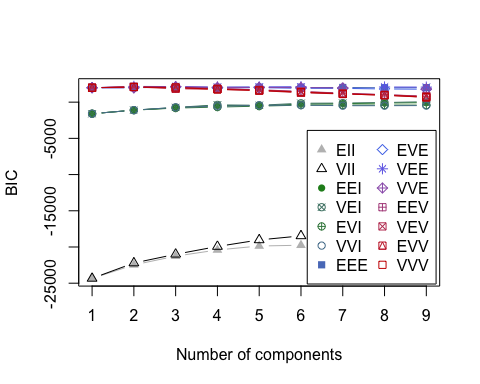 -5000
-15000
-25000
BIC
EII
VII
EEI
VEI
EVI
VVI
EEE
EVE
VEE
VVE
EEV
VEV
EVV
VVV
1 2 3 4 5 6 7 8 9
Number of components